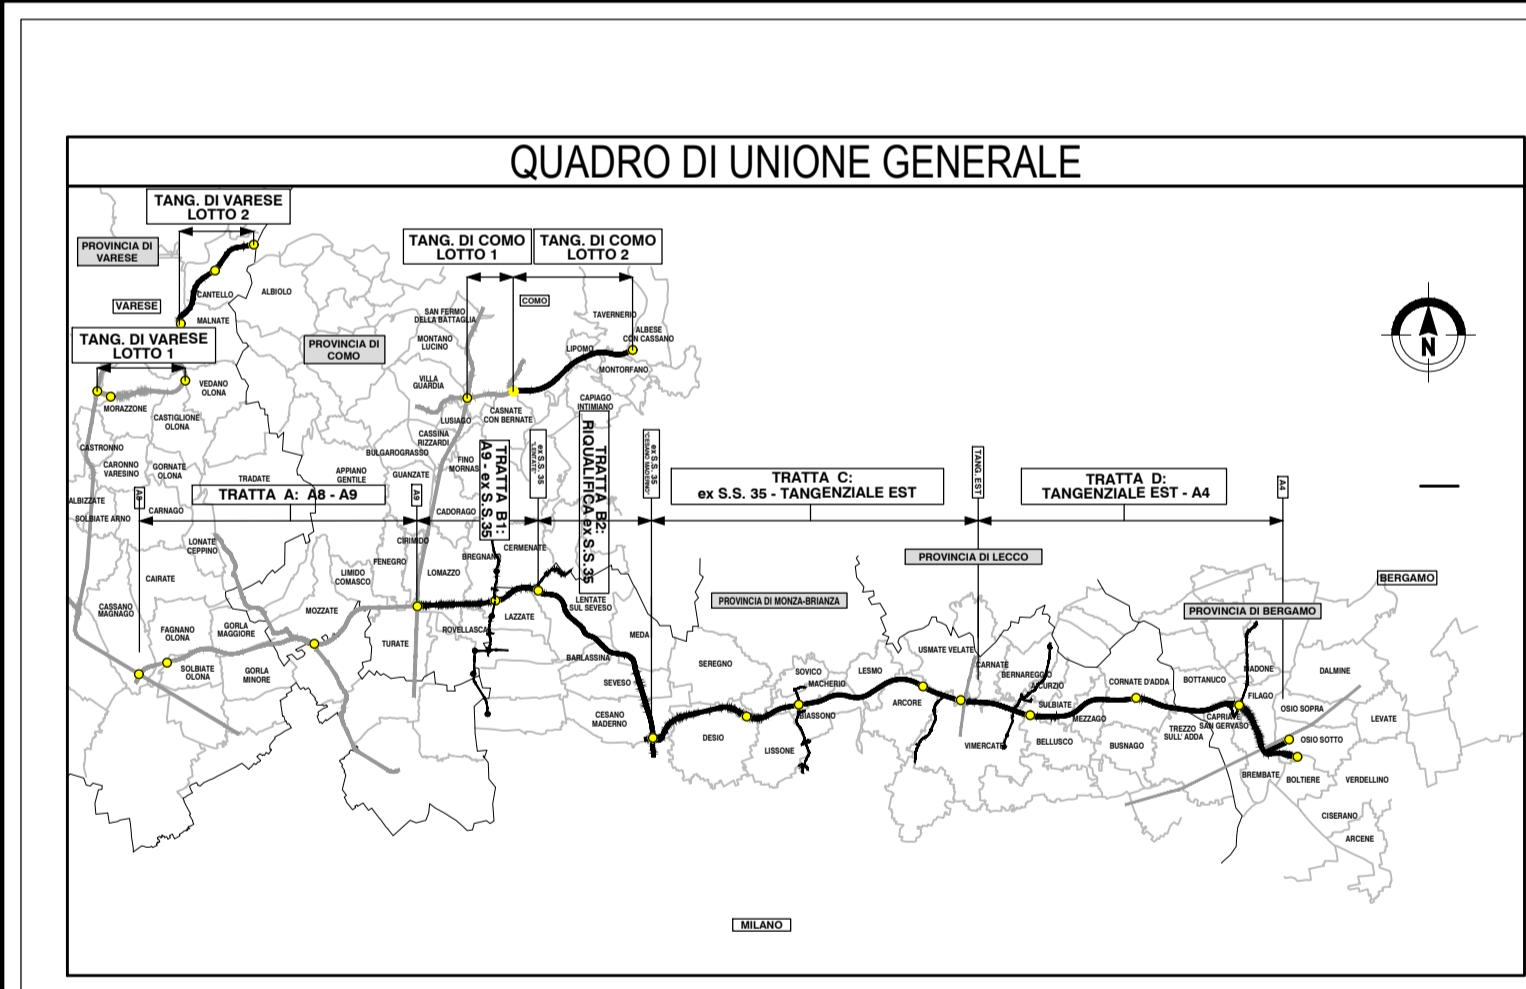 QUADRO DI UNIONE GENERALE
TANG. DI VARESE
LOTTO 2
PROVINCIA DI
VARESE
TANG. DI COMO
LOTTO 1
TANG. DI COMO
LOTTO 2
CANTELLO
ALBIOLO
VARESE
MALNATE
COMO
SAN FERMO
DELLA BATTAGLIA
TAVERNERIO
ALBESE
CON CASSANO
TANG. DI VARESE
LOTTO 1
PROVINCIA DI
COMO
MONTANO
LUCINO
LIPOMO
MONTORFANO
N
VEDANO
OLONA
VILLA
GUARDIA
MORAZZONE
CASTIGLIONE
OLONA
LUSIAGO
CASNATE
CON BERNATE
CAPIAGO
INTIMIANO
CASTRONNO
CASSINA
RIZZARDI
BULGAROGRASSO
CARONNO
VARESINO
GORNATE
OLONA
TRADATE
APPIANO
GENTILE
GUANZATE
FINO
MORNAS
TRATTA B1:
A9 - ex S.S.35
ex S.S. 35
"LENTATE"
TRATTA B2:
RIQUALIFICA ex S.S.35
ex S.S. 35
"CESANO MADERNO"
TRATTA C:
ex S.S. 35 - TANGENZIALE EST
TANG. EST
TRATTA D:
TANGENZIALE EST - A4
A4
ALBIZZATE
A8
TRATTA A: A8 - A9
A9
SOLBIATE ARNO
CARNAGO
CADORAGO
LONATE
CEPPINO
CIRIMIDO
CERMENATE
BREGNANO
FENEGRO
LOMAZZO
PROVINCIA DI LECCO
CAIRATE
LIMIDO
COMASCO
BERGAMO
CASSANO
MAGNAGO
MOZZATE
LENTATE
SUL SEVESO
PROVINCIA DI MONZA-BRIANZA
PROVINCIA DI BERGAMO
LAZZATE
FAGNANO
OLONA
GORLA
MAGGIORE
ROVELLASCA
TURATE
MEDA
BARLASSINA
SEREGNO
USMATE VELATE
CARNATE
SOLBIATE
OLONA
GORLA
MINORE
SEVESO
SOVICO
MACHERIO
LESMO
BERNAREGGIO
AICURZIO
CORNATE D'ADDA
BOTTANUCO
MADONE
DALMINE
FILAGO
ARCORE
SULBIATE
OSIO SOPRA
CESANO
MADERNO
BIASSONO
MEZZAGO
CAPRIATE
SAN GERVASO
LEVATE
DESIO
TREZZO
SULL' ADDA
OSIO SOTTO
LISSONE
VIMERCATE
BELLUSCO
BUSNAGO
BREMBATE
BOLTIERE
VERDELLINO
CISERANO
ARCENE
MILANO